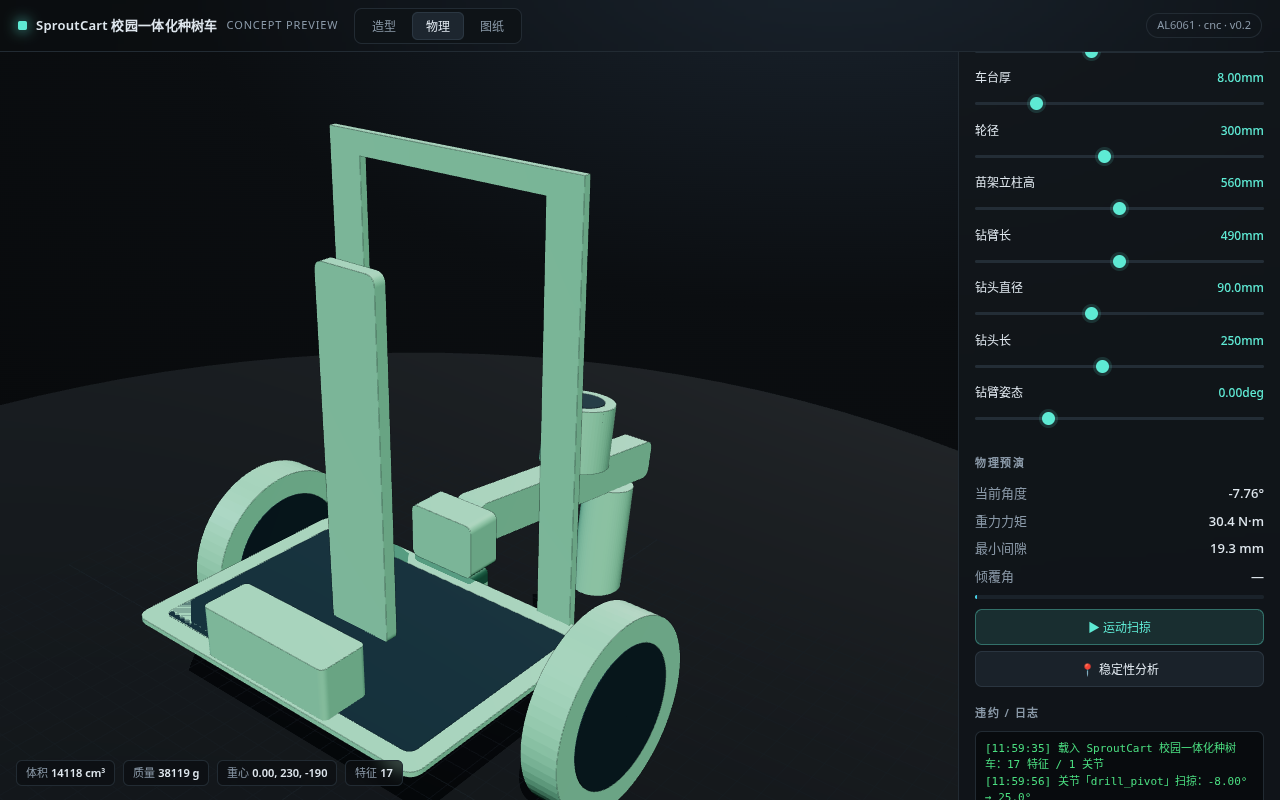 SproutCart 校园一体化种树车 CONCEPT PREVIEW 造型 物理 图纸 AL6061 · cnc · v0.2
车台厚 8.00mm
轮径 300mm
苗架立柱高 560mm
钻臂长 490mm
钻头直径 90.0mm
钻头长 250mm
钻臂姿态 0.00deg
物理预演
当前角度 -7.76°
重力力矩 30.4 N·m
最小间隙 19.3 mm
倾覆角 —
▶ 运动扫掠
📍 稳定性分析
违约 / 日志
[11:59:35] 载入 SproutCart 校园一体化种树
车: 17 特征 / 1 关节
[11:59:56] 关节「drill_pivot」扫掠: -8.00°
→ 25.0°
体积 14118 cm³ 质量 38119 g 重心 0.00, 230, -190 特征 17